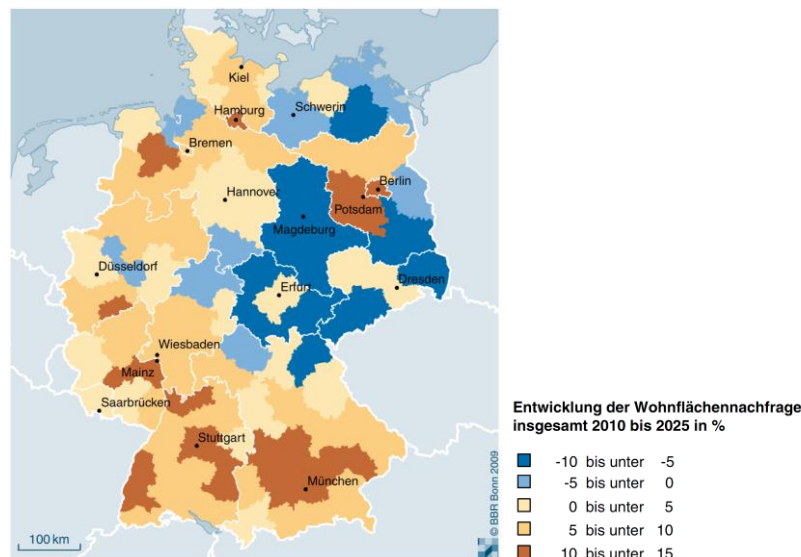 Kiel
Hamburg
Schwerin
Bremen
Berlin
Hannover
Potsdam
Magdeburg
Düsseldorf
Dresden
Erfurt
Wiesbaden
Mainz
Saarbrücken
Stuttgart
München
100 km
© BBR Bonn 2009
Entwicklung der Wohnflächennachfrage
insgesamt 2010 bis 2025 in %
-10 bis unter -5
-5 bis unter 0
0 bis unter 5
5 bis unter 10
10 bis unter 15